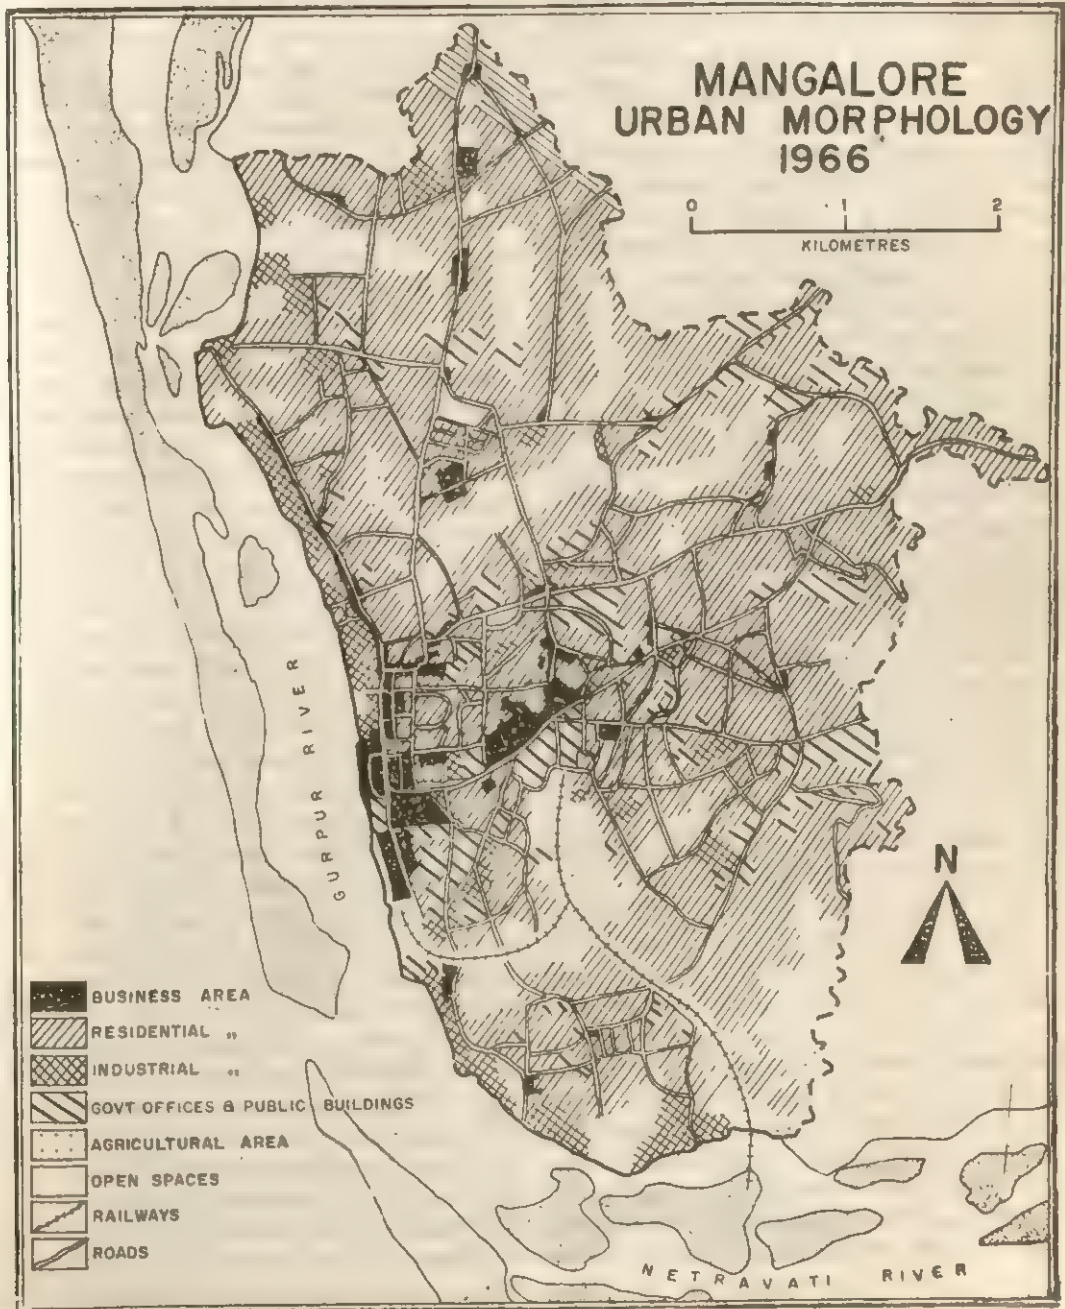 MANGALORE
URBAN MORPHOLOGY
1966
0 1 2
KILOMETRES
GURPUR RIVER
N
BUSINESS AREA
RESIDENTIAL „
INDUSTRIAL „
GOVT OFFICES & PUBLIC BUILDINGS
AGRICULTURAL AREA
OPEN SPACES
RAILWAYS
ROADS
NETRAVATI RIVER